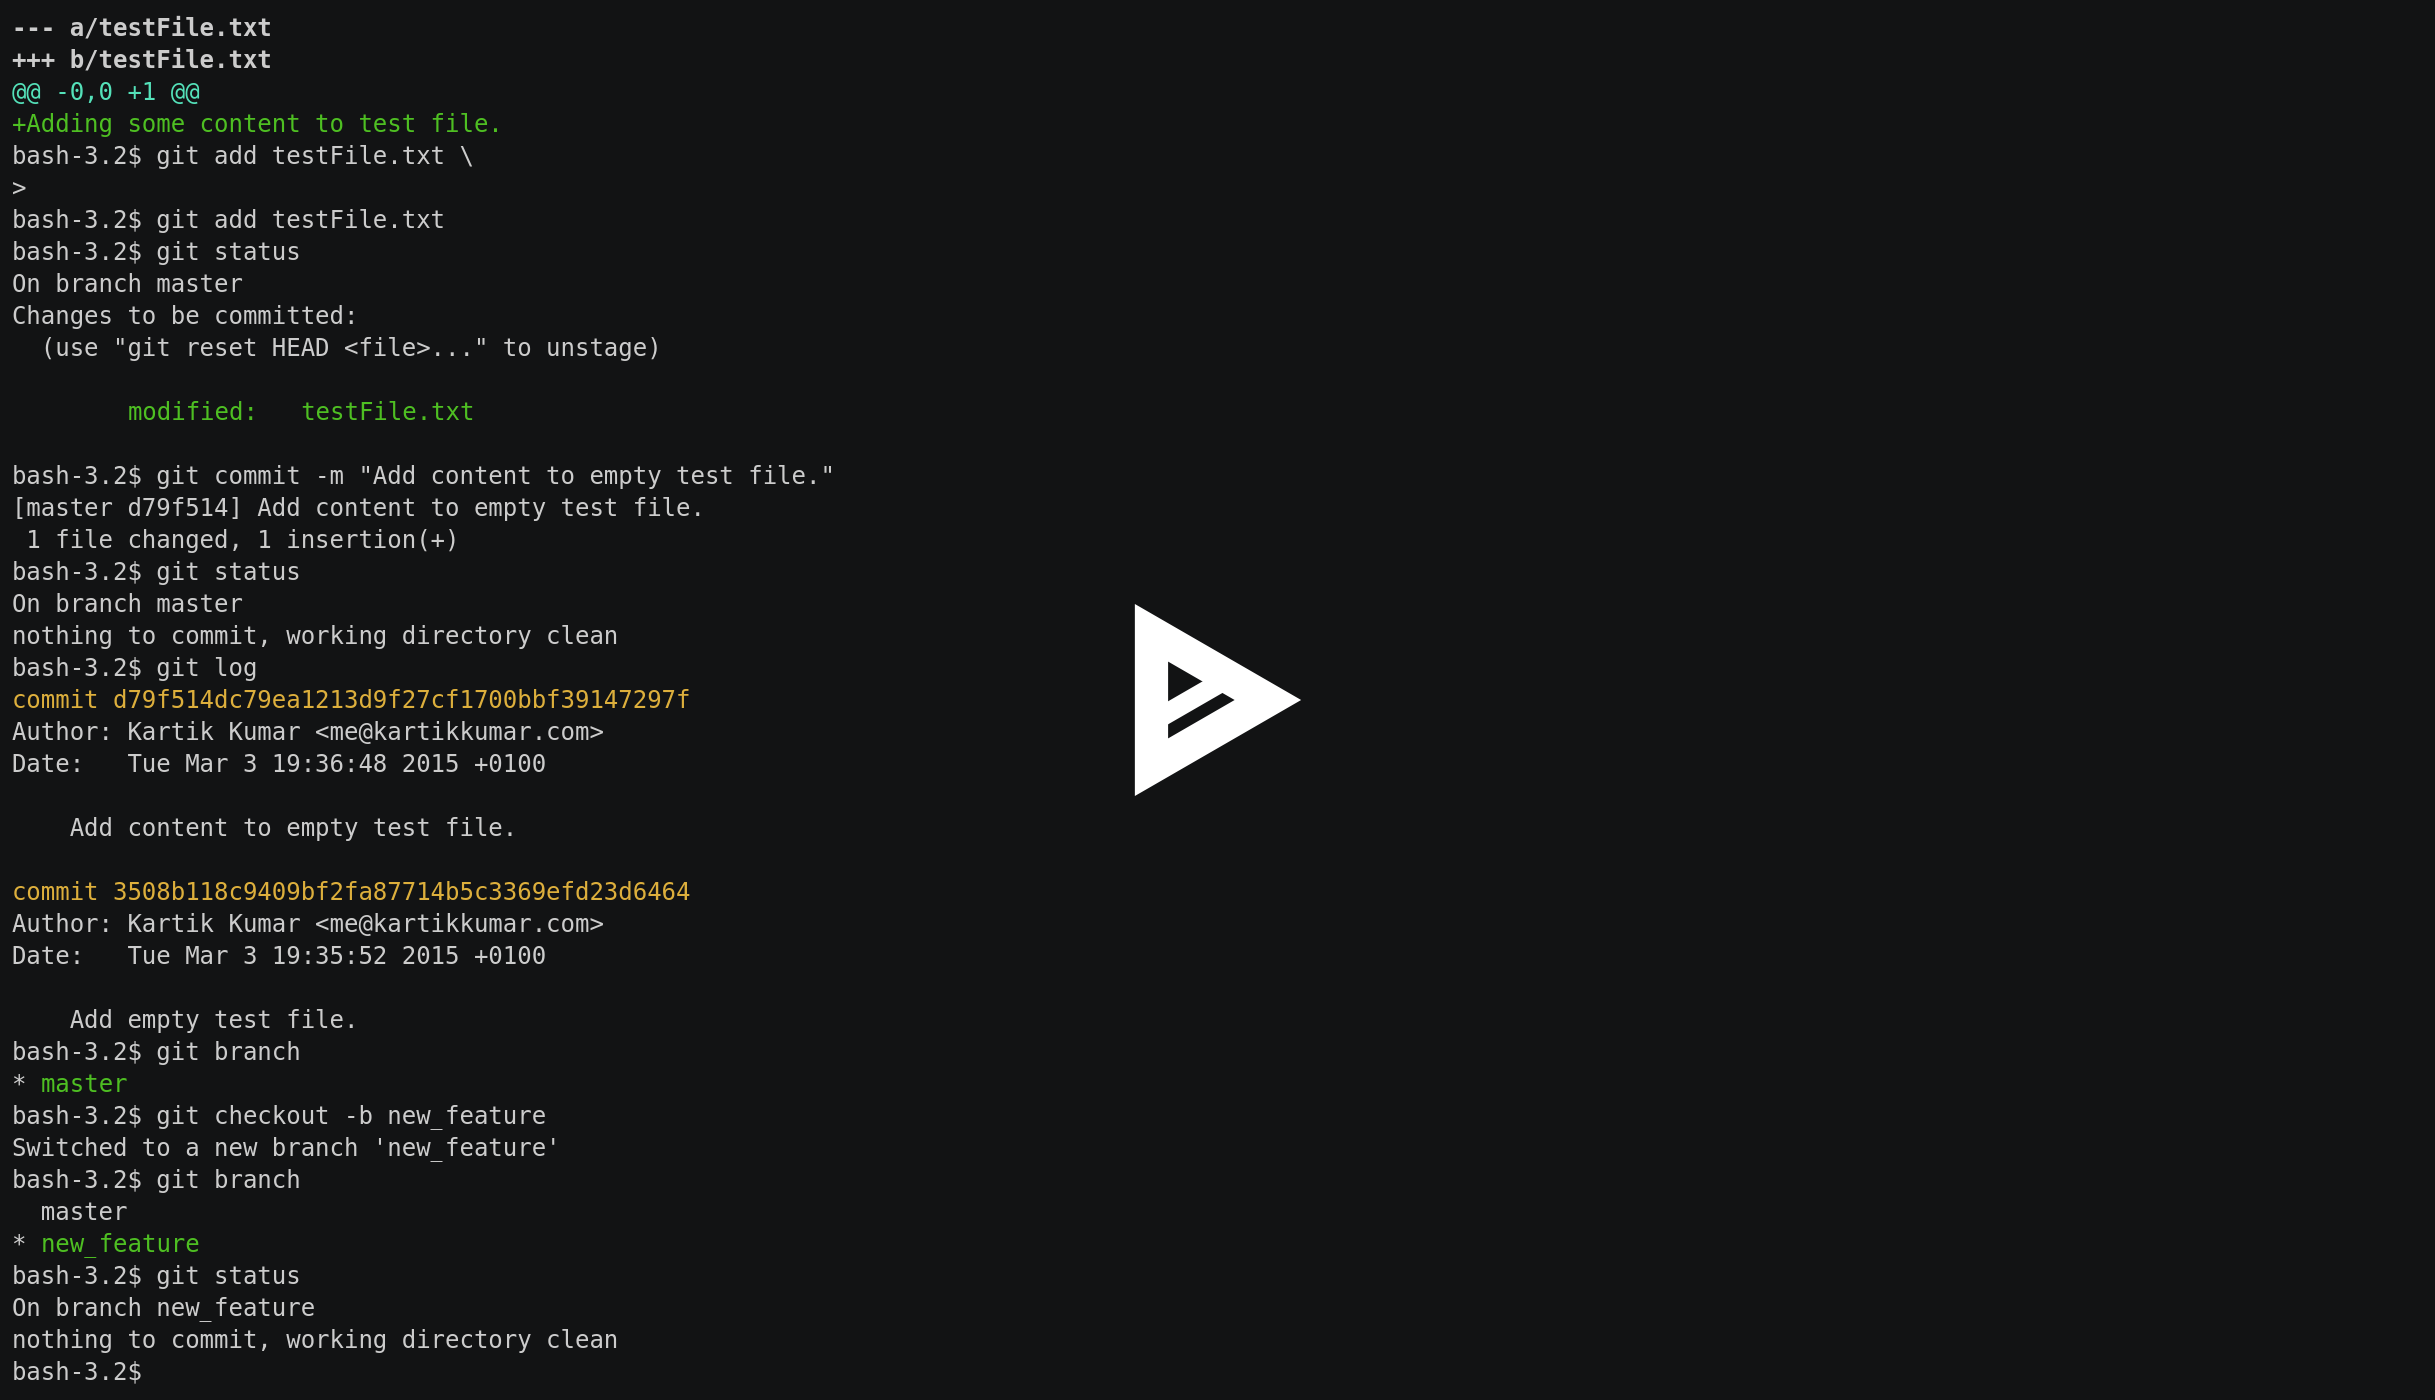 --- a/testFile.txt
+++ b/testFile.txt
@@ -0,0 +1 @@
+Adding some content to test file.
bash-3.2$ git add testFile.txt \
>
bash-3.2$ git add testFile.txt
bash-3.2$ git status
On branch master
Changes to be committed:
  (use "git reset HEAD <file>..." to unstage)

        modified:   testFile.txt

bash-3.2$ git commit -m "Add content to empty test file."
[master d79f514] Add content to empty test file.
 1 file changed, 1 insertion(+)
bash-3.2$ git status
On branch master
nothing to commit, working directory clean
bash-3.2$ git log
commit d79f514dc79ea1213d9f27cf1700bbf39147297f
Author: Kartik Kumar <me@kartikkumar.com>
Date:   Tue Mar 3 19:36:48 2015 +0100

    Add content to empty test file.

commit 3508b118c9409bf2fa87714b5c3369efd23d6464
Author: Kartik Kumar <me@kartikkumar.com>
Date:   Tue Mar 3 19:35:52 2015 +0100

    Add empty test file.
bash-3.2$ git branch
* master
bash-3.2$ git checkout -b new_feature
Switched to a new branch 'new_feature'
bash-3.2$ git branch
  master
* new_feature
bash-3.2$ git status
On branch new_feature
nothing to commit, working directory clean
bash-3.2$